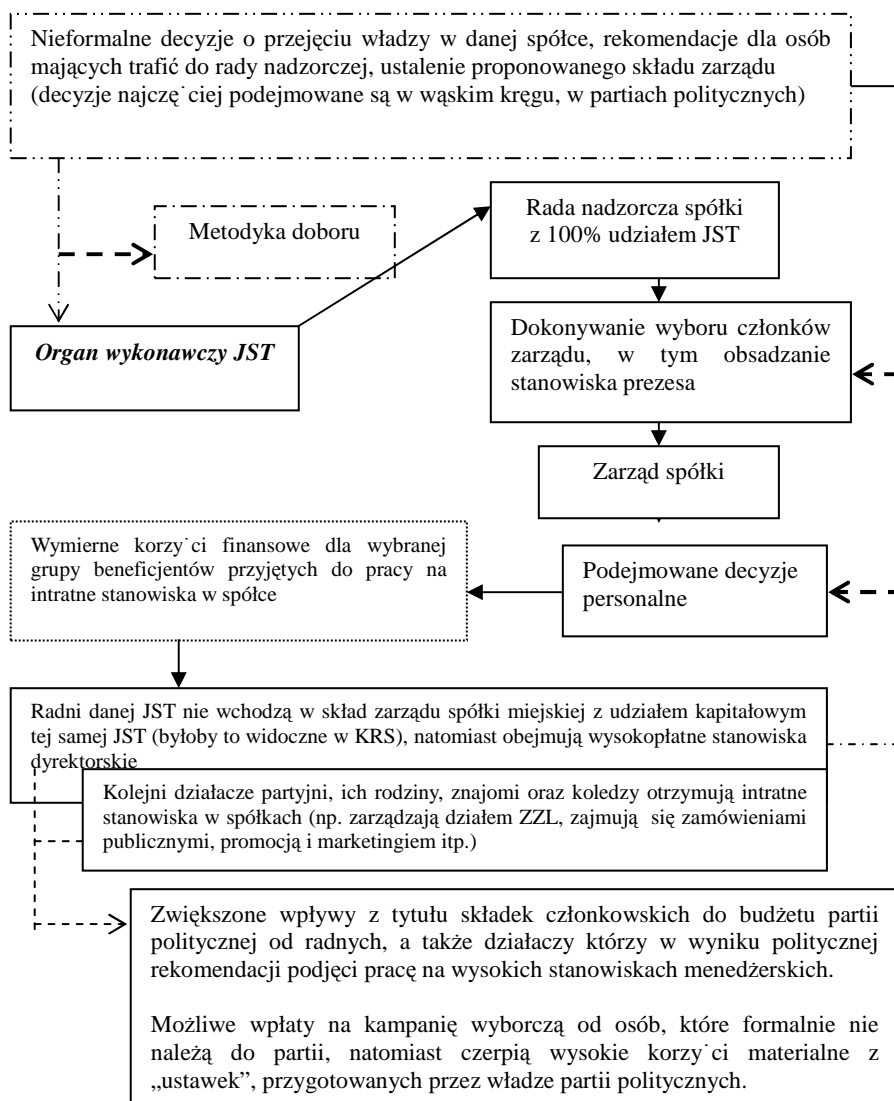 Nieformalne decyzje o przejęciu władzy w danej spółce, rekomendacje dla osób
mających trafić do rady nadzorczej, ustalenie proponowanego składu zarządu
(decyzje najczę˙ciej podejmowane są w wąskim kręgu, w partiach politycznych)
Metodyka doboru
Rada nadzorcza spółki
z 100% udziałem JST
Organ wykonawczy JST
Dokonywanie wyboru członków
zarządu, w tym obsadzanie
stanowiska prezesa
Zarząd spółki
Wymierne korzy˙ci finansowe dla wybranej
grupy beneficjentów przyjętych do pracy na
intratne stanowiska w spółce
Podejmowane decyzje
personalne
Radni danej JST nie wchodzą w skład zarządu spółki miejskiej z udziałem kapitałowym
tej samej JST (byłoby to widoczne w KRS), natomiast obejmują wysokopłatne stanowiska
dyrektorskie
Kolejni działacze partyjni, ich rodziny, znajomi oraz koledzy otrzymują intratne
stanowiska w spółkach (np. zarządzają działem ZZL, zajmują się zamówieniami
publicznymi, promocją i marketingiem itp.)
Zwiększone wpływy z tytułu składek członkowskich do budżetu partii
politycznej od radnych, a także działaczy którzy w wyniku politycznej
rekomendacji podjęci pracę na wysokich stanowiskach menedżerskich.
Możliwe wpłaty na kampanię wyborczą od osób, które formalnie nie
należą do partii, natomiast czerpią wysokie korzy˙ci materialne z
„ustawek”, przygotowanych przez władze partii politycznych.